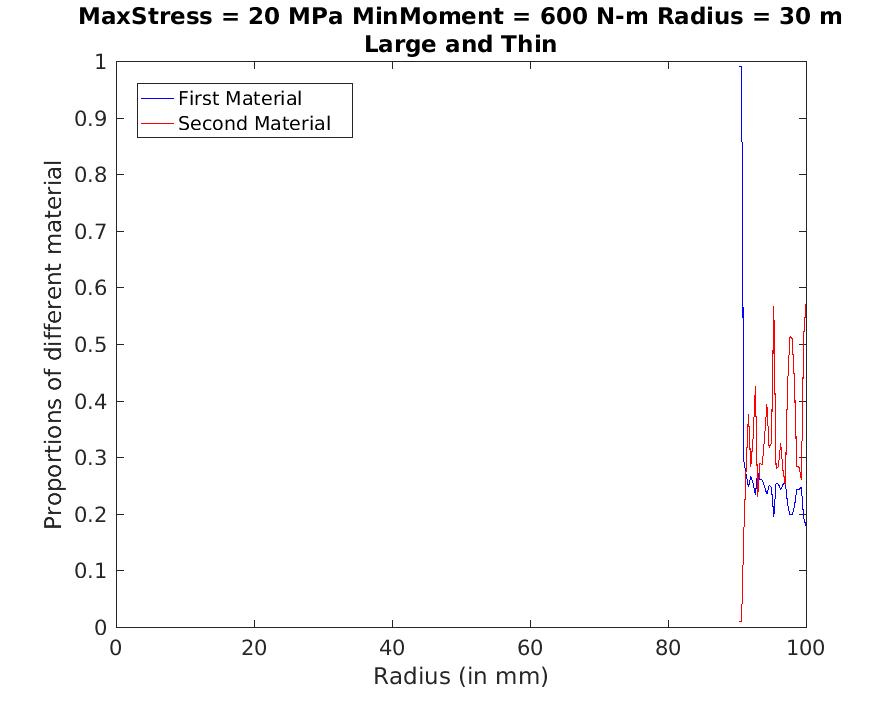 MaxStress = 20 MPa MinMoment = 600 N-m Radius = 30 m
Large and Thin
1
First Material
Second Material
0.9
0.8
0.7
0.6
0.5
0.4
0.3
0.2
0.1
0
Proportions of different material
0 20 40 60 80 100
Radius (in mm)